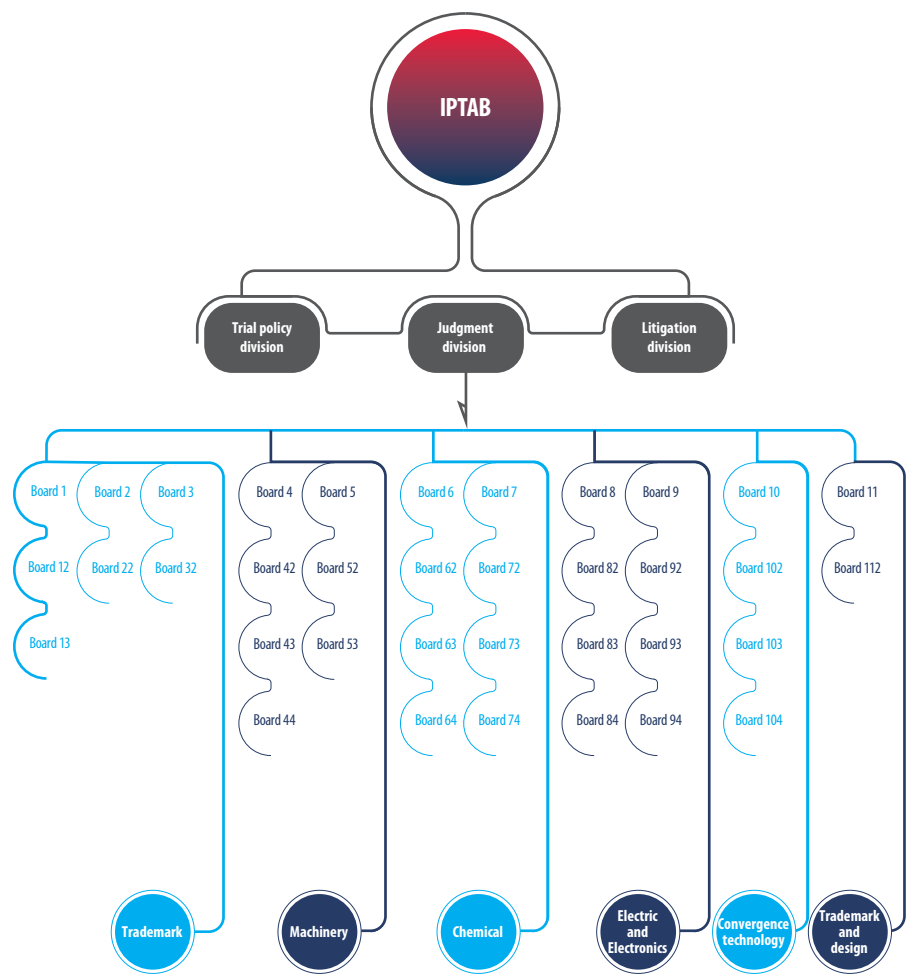 IPTAB
Trial policy
division
Judgment
division
Litigation
division
Board 1
Board 2
Board 3
Board 4
Board 5
Board 6
Board 7
Board 8
Board 9
Board 10
Board 11
Board 12
Board 22
Board 32
Board 42
Board 52
Board 62
Board 72
Board 82
Board 92
Board 102
Board 112
Board 13
Board 43
Board 53
Board 63
Board 73
Board 83
Board 93
Board 103
Board 44
Board 64
Board 74
Board 84
Board 94
Board 104
Trademark
Machinery
Chemical
Electric
and
Electronics
Convergence
technology
Trademark
and
design